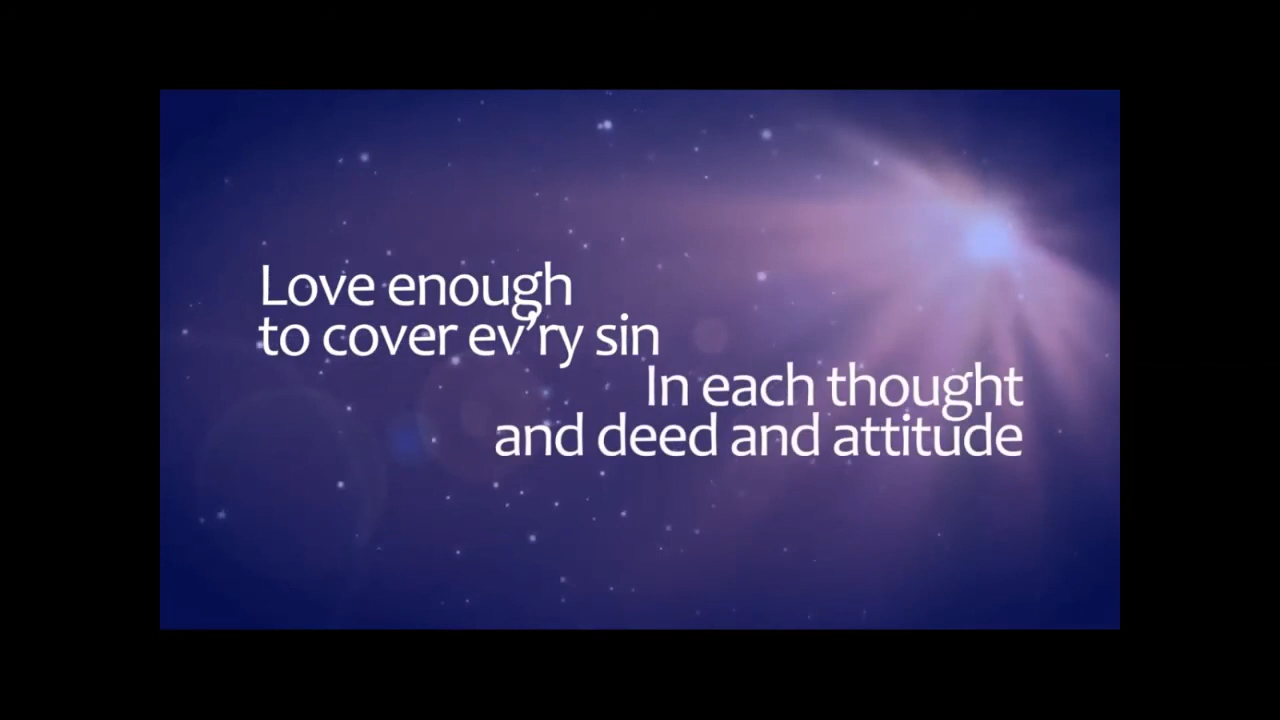 Love enough
to cover ev’ry sin
In each thought
and deed and attitude